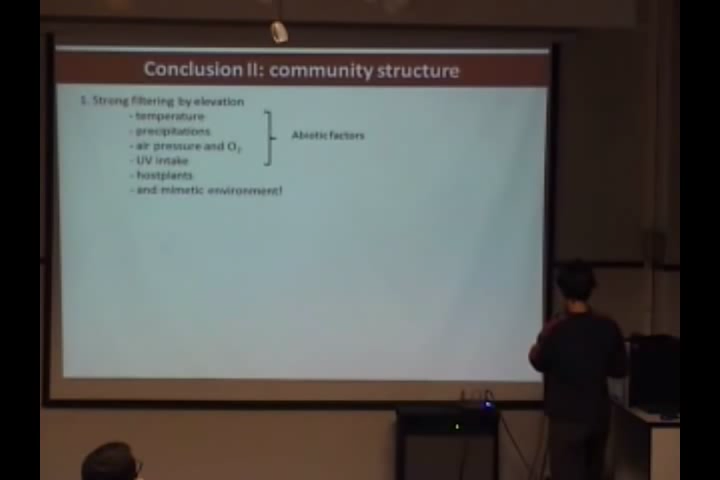 Conclusion II: community structure
1. Strong filtering by elevation
- temperature
- precipitations
- air pressure and O₂
- UV intake
Abiotic factors
- hostplants
- and mimetic environment!